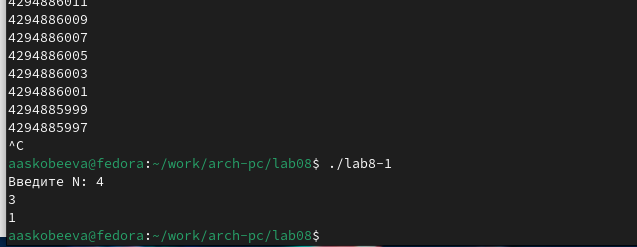 4294886011
4294886009
4294886007
4294886005
4294886003
4294886001
4294885999
4294885997
^C
aaskobeeva@fedora:~/work/arch-pc/lab08$ ./lab8-1
Введите N: 4
3
1
aaskobeeva@fedora:~/work/arch-pc/lab08$